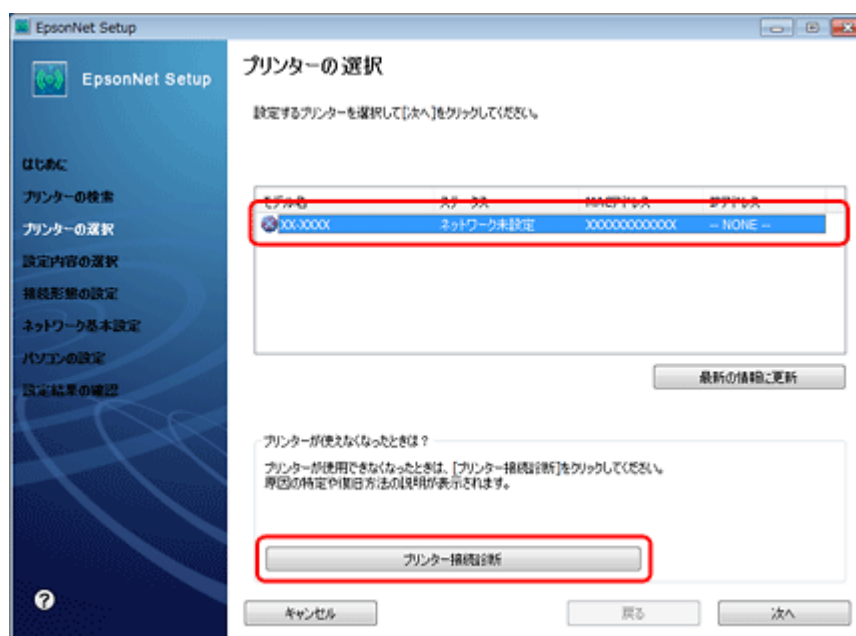 EpsonNet Setup
EpsonNet Setup
はじめに
プリンターの検索
プリンターの選択
設定内容の選択
接続形態の設定
ネットワーク基本設定
パソコンの設定
設定結果の確認
プリンターの選択
設定するプリンターを選択して[次へ]をクリックしてください。
モデル名 ステータス MACアドレス IPアドレス
XX-XXXX ネットワーク未設定 XXXXXXXXXXXX -- NONE --
最新の情報に更新
プリンターが使えなくなったときは?
プリンターが使用できなくなったときは、[プリンター接続診断]をクリックしてください。
原因の特定や復旧方法の説明が表示されます。
プリンター接続診断
?
キャンセル 戻る 次へ